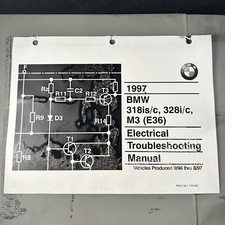 1997
BMW
318is/c, 328i/c,
M3 (E36)
Electrical
Troubleshooting
Manual
Vehicles Produced 9/96 thru 8/97
R2
C2
T3
R11
R12
R9
D3
R14
T1
R8
T2